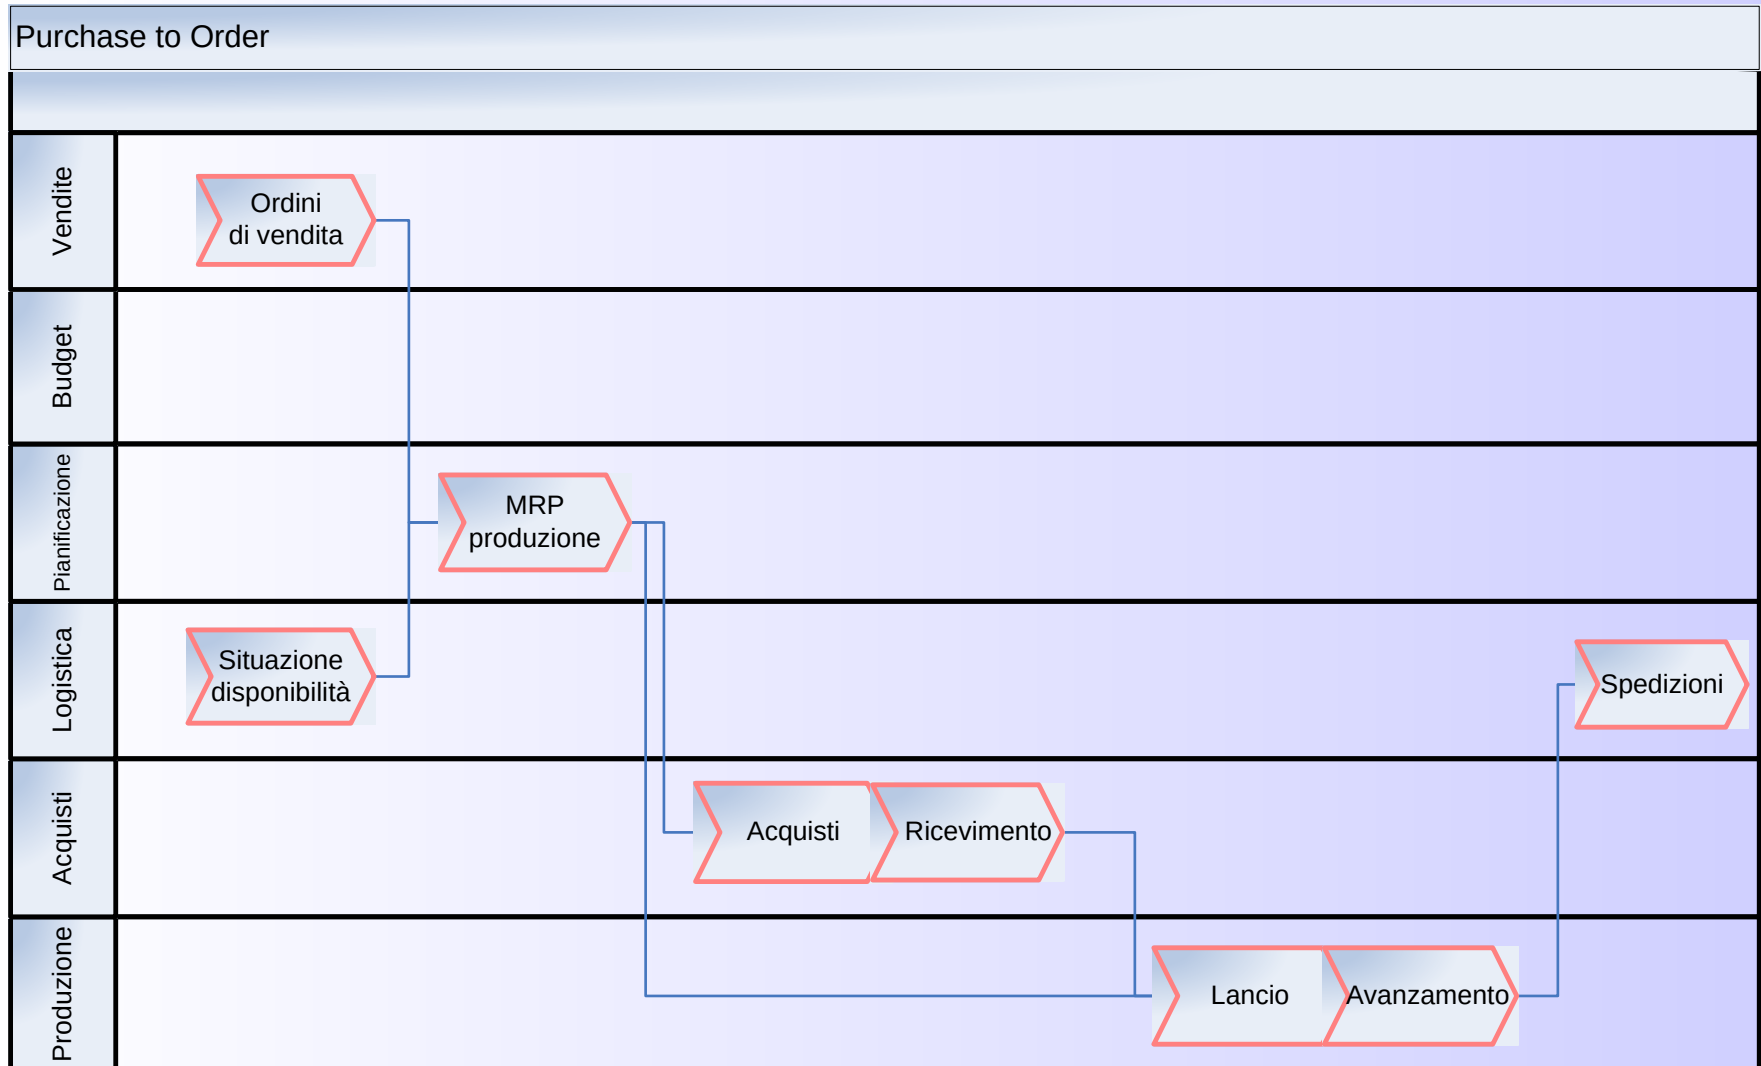 Purchase to Order
Vendite
Ordini
di vendita
Budget
Pianificazione
MRP
produzione
Logistica
Situazione
disponibilità
Spedizioni
Acquisti
Acquisti
Ricevimento
Produzione
Lancio
Avanzamento